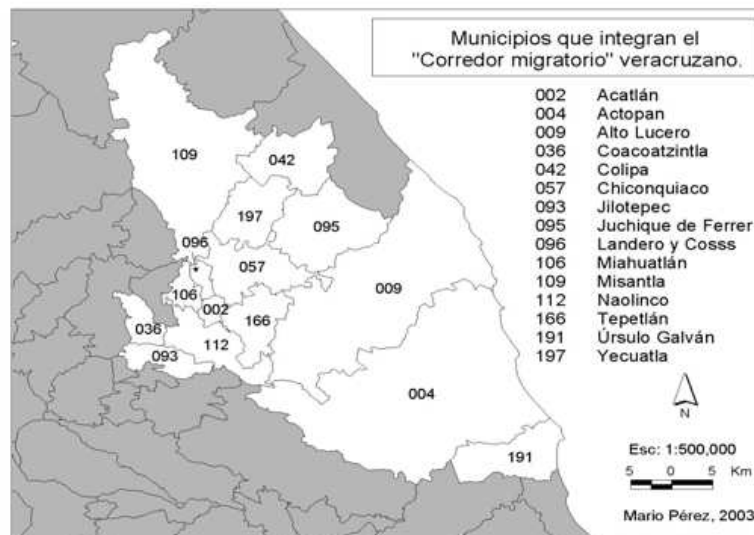 Municipios que integran el
"Corredor migratorio" veracruzano.
002 Acatlán
004 Actopan
009 Alto Lucero
036 Coacoatzintla
042 Colipa
057 Chiconquiaco
093 Jilotepec
095 Juchique de Ferrer
096 Landero y Cosss
106 Miahuatlán
109 Misantla
112 Naolinco
166 Tepetlán
191 Úrsulo Galván
197 Yecuatla
109
042
197
095
096
057
009
106
002
166
036
112
093
004
191
N
Esc: 1:500,000
5 0 5 Km
Mario Pérez, 2003